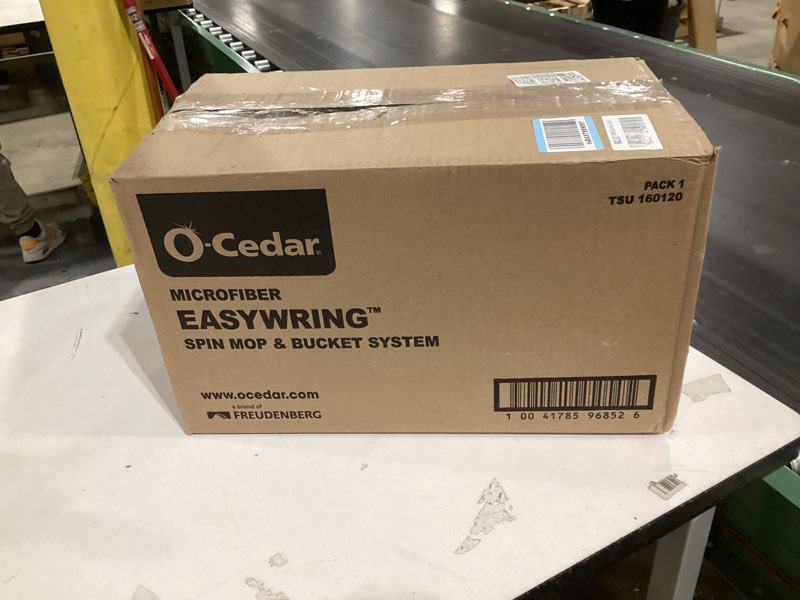 PACK 1
TSU 160120
O-Cedar®
MICROFIBER
EASYWRING™
SPIN MOP & BUCKET SYSTEM
www.ocedar.com
a brand of
FREUDENBERG
1 00 41785 96852 6